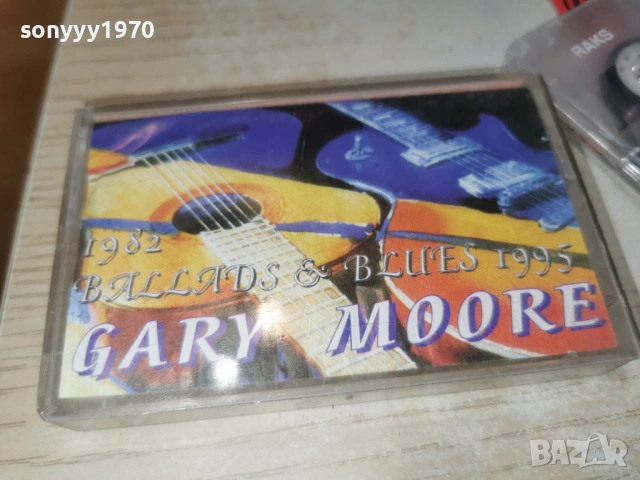 sonyyy1970
RAKS
1982
BALLADS & BLUES 1995
GARY MOORE
BAZAR